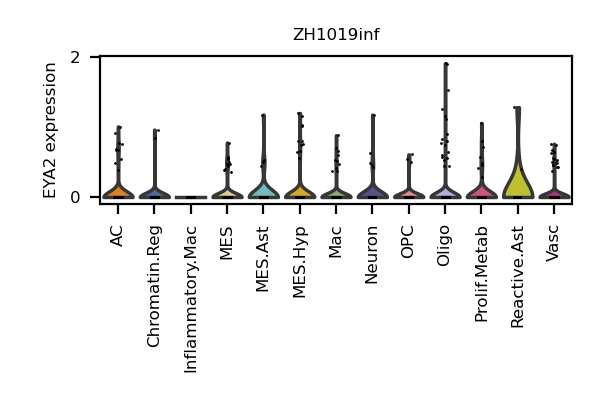 ZH1019inf
EYA2 expression
2
0
AC
Chromatin.Reg
Inflammatory.Mac
MES
MES.Ast
MES.Hyp
Mac
Neuron
OPC
Oligo
Prolif.Metab
Reactive.Ast
Vasc